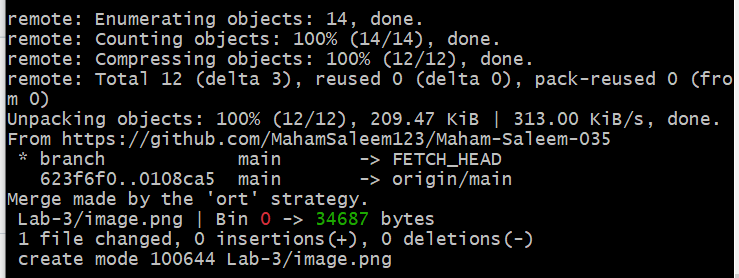 remote: Enumerating objects: 14, done.
remote: Counting objects: 100% (14/14), done.
remote: Compressing objects: 100% (12/12), done.
remote: Total 12 (delta 3), reused 0 (delta 0), pack-reused 0 (fro
m 0)
Unpacking objects: 100% (12/12), 209.47 KiB | 313.00 KiB/s, done.
From https://github.com/MahamSaleem123/Maham-Saleem-035
 * branch            main       -> FETCH_HEAD
   623f6f0..0108ca5  main       -> origin/main
Merge made by the 'ort' strategy.
 Lab-3/image.png | Bin 0 -> 34687 bytes
 1 file changed, 0 insertions(+), 0 deletions(-)
 create mode 100644 Lab-3/image.png